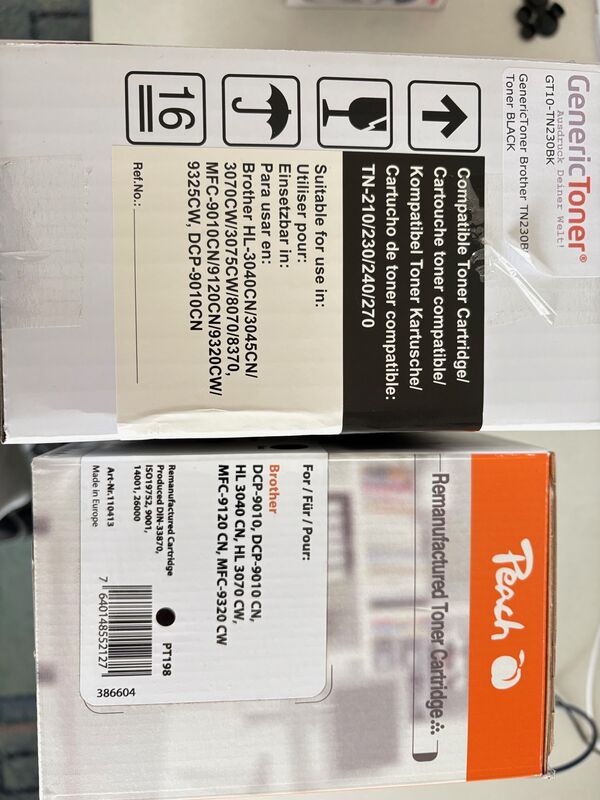 GenericToner®
Ausdruck Deiner Welt!
GT10-TN230BK
GenericToner Brother TN230B
Toner BLACK
Compatible Toner Cartridge/
Cartouche toner compatible/
Kompatibel Toner Kartusche/
Cartucho de toner compatible:
TN-210/230/240/270
16
Suitable for use in:
Utiliser pour:
Einsetzbar in:
Para usar en:
Brother HL-3040CN/3045CN/
3070CW/3075CW/8070/8370,
MFC-9010CN/9120CN/9320CW/
9325CW, DCP-9010CN
Ref.No.:
Peach
Remanufactured Toner Cartridge
For / Für / Pour:
Brother
DCP-9010, DCP-9010 CN,
HL 3040 CN, HL 3070 CW,
MFC-9120 CN, MFC-9320 CW
Remanufactured Cartridge
Produced DIN-33870,
ISO19752, 9001,
14001, 26000
Art-Nr. 110413
Made in Europe
PT198
7 640148 552127
386604